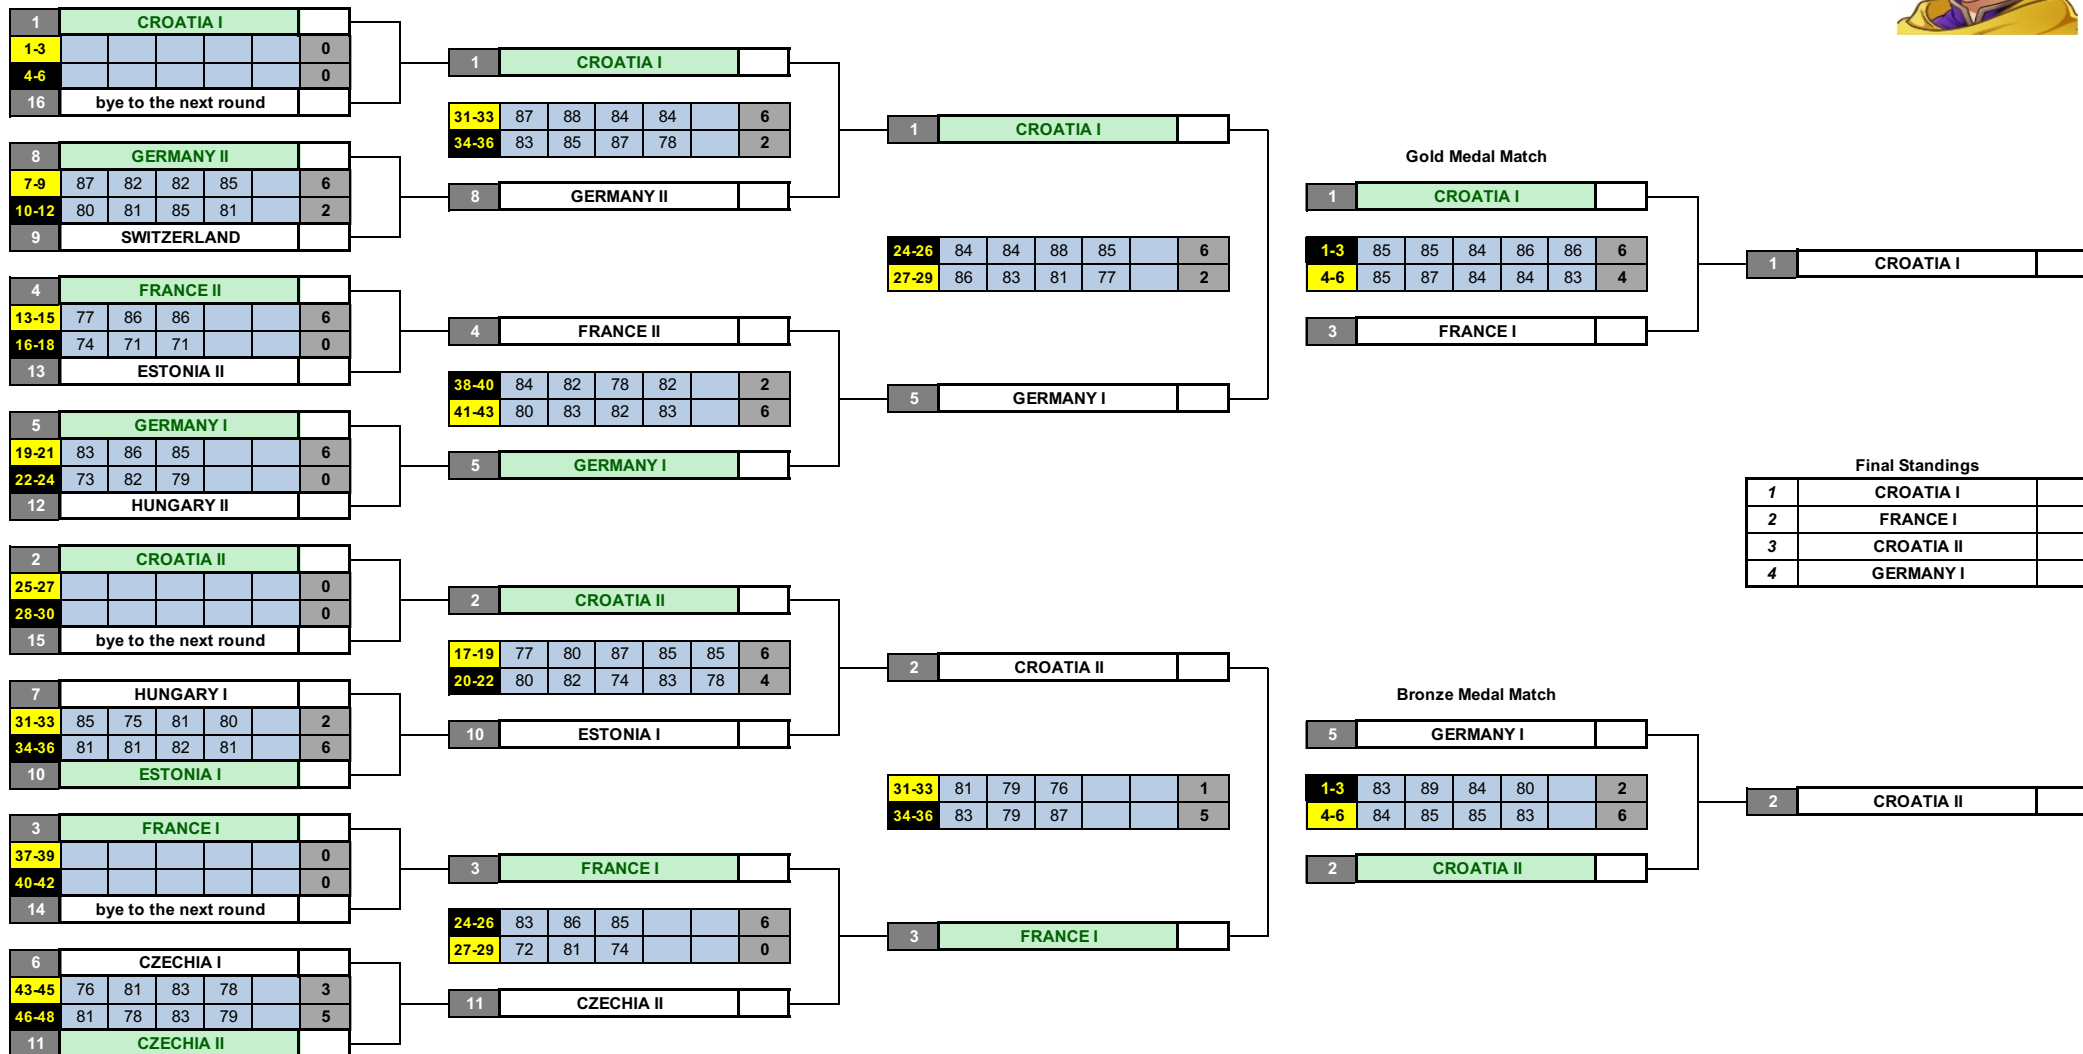 1 CROATIA I
1-3 0
4-6 0
16 bye to the next round
8 GERMANY II
7-9 87 82 82 85 6
10-12 80 81 85 81 2
9 SWITZERLAND
4 FRANCE II
13-15 77 86 86 6
16-18 74 71 71 0
13 ESTONIA II
5 GERMANY I
19-21 83 86 85 6
22-24 73 82 79 0
12 HUNGARY II
2 CROATIA II
25-27 0
28-30 0
15 bye to the next round
7 HUNGARY I
31-33 85 75 81 80 2
34-36 81 81 82 81 6
10 ESTONIA I
3 FRANCE I
37-39 0
40-42 0
14 bye to the next round
6 CZECHIA I
43-45 76 81 83 78 3
46-48 81 78 83 79 5
11 CZECHIA II
1 CROATIA I
31-33 87 88 84 84 6
34-36 83 85 87 78 2
8 GERMANY II
4 FRANCE II
38-40 84 82 78 82 2
41-43 80 83 82 83 6
5 GERMANY I
2 CROATIA II
17-19 77 80 87 85 85 6
20-22 80 82 74 83 78 4
10 ESTONIA I
3 FRANCE I
24-26 83 86 85 6
27-29 72 81 74 0
11 CZECHIA II
1 CROATIA I
24-26 84 84 88 85 6
27-29 86 83 81 77 2
5 GERMANY I
2 CROATIA II
31-33 81 79 76 1
34-36 83 79 87 5
3 FRANCE I
Gold Medal Match
1 CROATIA I
1-3 85 85 84 86 86 6
4-6 85 87 84 84 83 4
3 FRANCE I
Bronze Medal Match
5 GERMANY I
1-3 83 89 84 80 2
4-6 84 85 85 83 6
2 CROATIA II
1 CROATIA I
Final Standings
1 CROATIA I
2 FRANCE I
3 CROATIA II
4 GERMANY I
2 CROATIA II